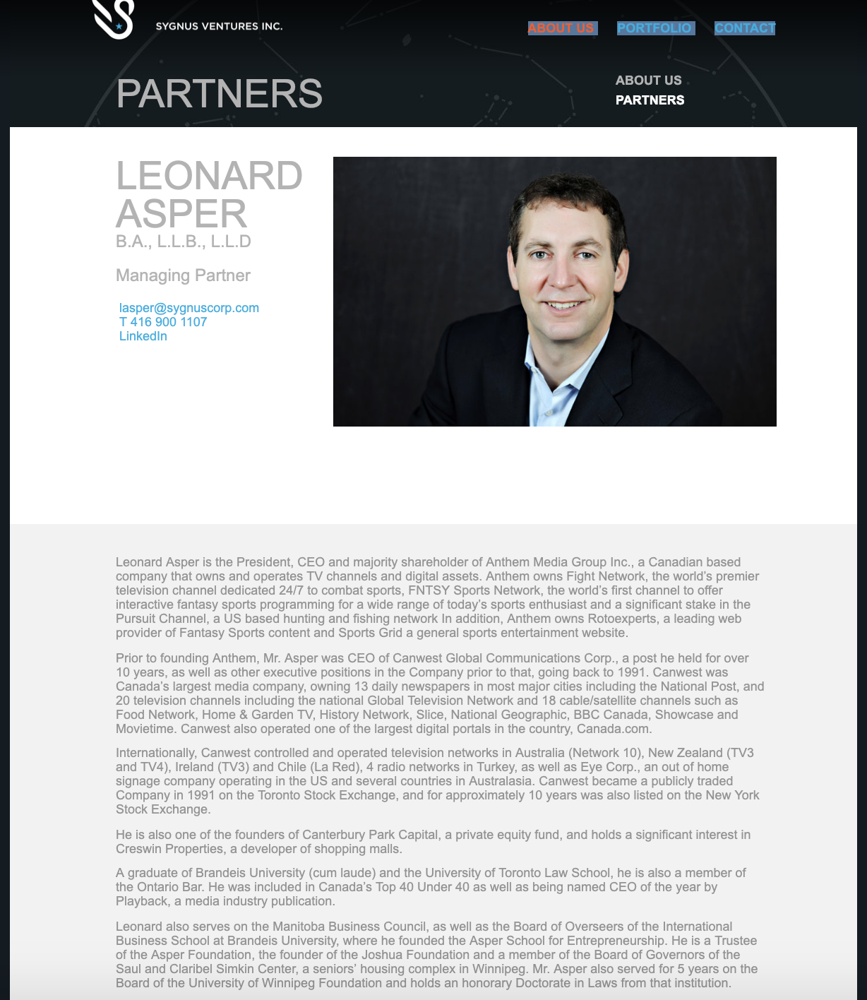 SYGNUS VENTURES INC.
ABOUT US PORTFOLIO CONTACT
PARTNERS
ABOUT US
PARTNERS
LEONARD
ASPER
B.A., L.L.B., L.L.D
Managing Partner
lasper@sygnuscorp.com
T 416 900 1107
LinkedIn
Leonard Asper is the President, CEO and majority shareholder of Anthem Media Group Inc., a Canadian based
company that owns and operates TV channels and digital assets. Anthem owns Fight Network, the world’s premier
television channel dedicated 24/7 to combat sports, FNTSY Sports Network, the world’s first channel to offer
interactive fantasy sports programming for a wide range of today’s sports enthusiast and a significant stake in the
Pursuit Channel, a US based hunting and fishing network In addition, Anthem owns Rotoexperts, a leading web
provider of Fantasy Sports content and Sports Grid a general sports entertainment website.
Prior to founding Anthem, Mr. Asper was CEO of Canwest Global Communications Corp., a post he held for over
10 years, as well as other executive positions in the Company prior to that, going back to 1991. Canwest was
Canada’s largest media company, owning 13 daily newspapers in most major cities including the National Post, and
20 television channels including the national Global Television Network and 18 cable/satellite channels such as
Food Network, Home & Garden TV, History Network, Slice, National Geographic, BBC Canada, Showcase and
Movietime. Canwest also operated one of the largest digital portals in the country, Canada.com.
Internationally, Canwest controlled and operated television networks in Australia (Network 10), New Zealand (TV3
and TV4), Ireland (TV3) and Chile (La Red), 4 radio networks in Turkey, as well as Eye Corp., an out of home
signage company operating in the US and several countries in Australasia. Canwest became a publicly traded
Company in 1991 on the Toronto Stock Exchange, and for approximately 10 years was also listed on the New York
Stock Exchange.
He is also one of the founders of Canterbury Park Capital, a private equity fund, and holds a significant interest in
Creswin Properties, a developer of shopping malls.
A graduate of Brandeis University (cum laude) and the University of Toronto Law School, he is also a member of
the Ontario Bar. He was included in Canada’s Top 40 Under 40 as well as being named CEO of the year by
Playback, a media industry publication.
Leonard also serves on the Manitoba Business Council, as well as the Board of Overseers of the International
Business School at Brandeis University, where he founded the Asper School for Entrepreneurship. He is a Trustee
of the Asper Foundation, the founder of the Joshua Foundation and a member of the Board of Governors of the
Saul and Claribel Simkin Center, a seniors’ housing complex in Winnipeg. Mr. Asper also served for 5 years on the
Board of the University of Winnipeg Foundation and holds an honorary Doctorate in Laws from that institution.